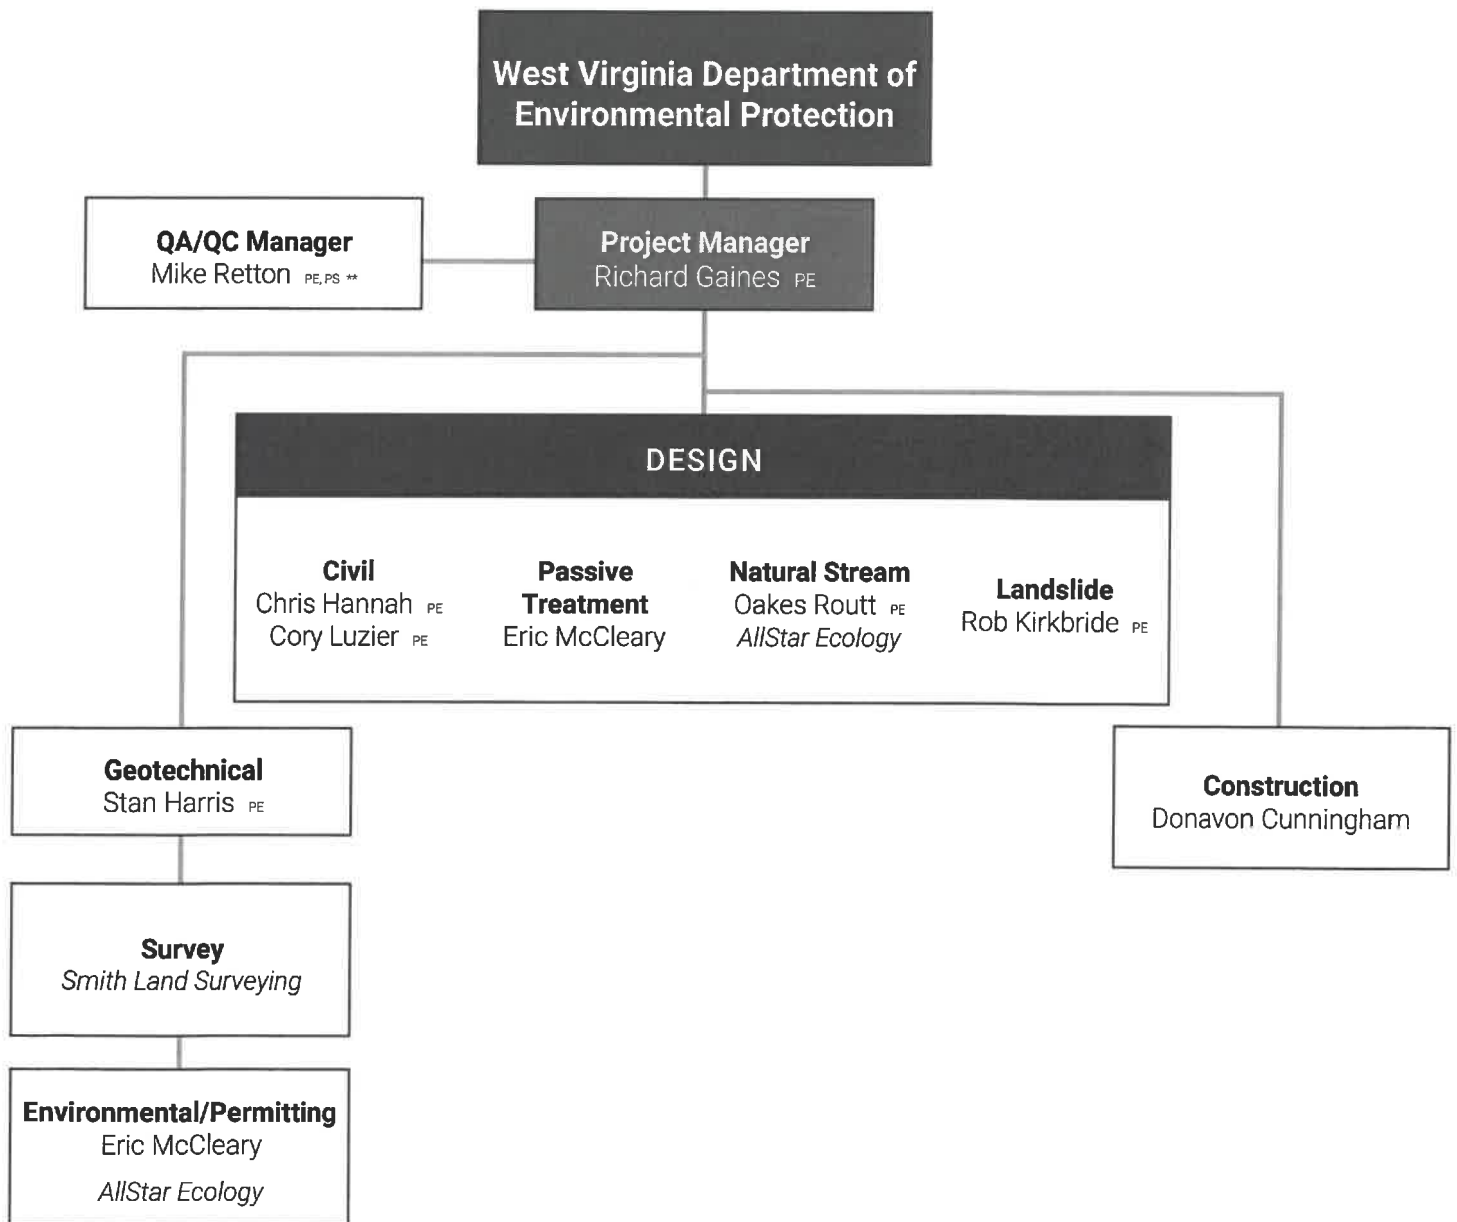 West Virginia Department of
Environmental Protection
QA/QC Manager
Mike Retton PE, PS **
Project Manager
Richard Gaines PE
DESIGN
Civil
Chris Hannah PE
Cory Luzier PE
Passive
Treatment
Eric McCleary
Natural Stream
Oakes Routt PE
AllStar Ecology
Landslide
Rob Kirkbride PE
Geotechnical
Stan Harris PE
Construction
Donavon Cunningham
Survey
Smith Land Surveying
Environmental/Permitting
Eric McCleary
AllStar Ecology